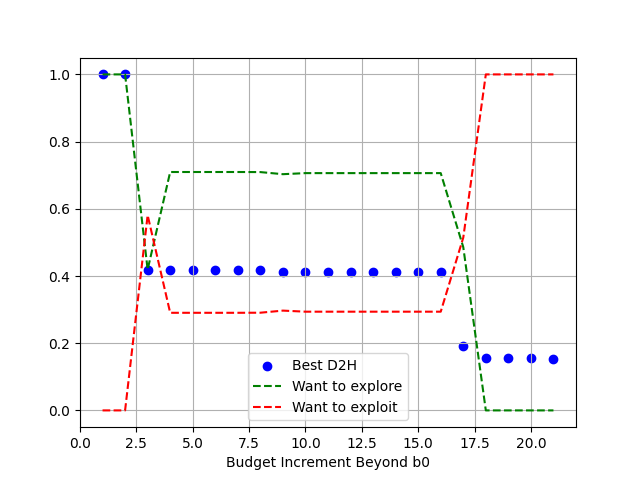 1.0
0.8
0.6
0.4
0.2
0.0
Best D2H
Want to explore
Want to exploit
0.0 2.5 5.0 7.5 10.0 12.5 15.0 17.5 20.0
Budget Increment Beyond b0